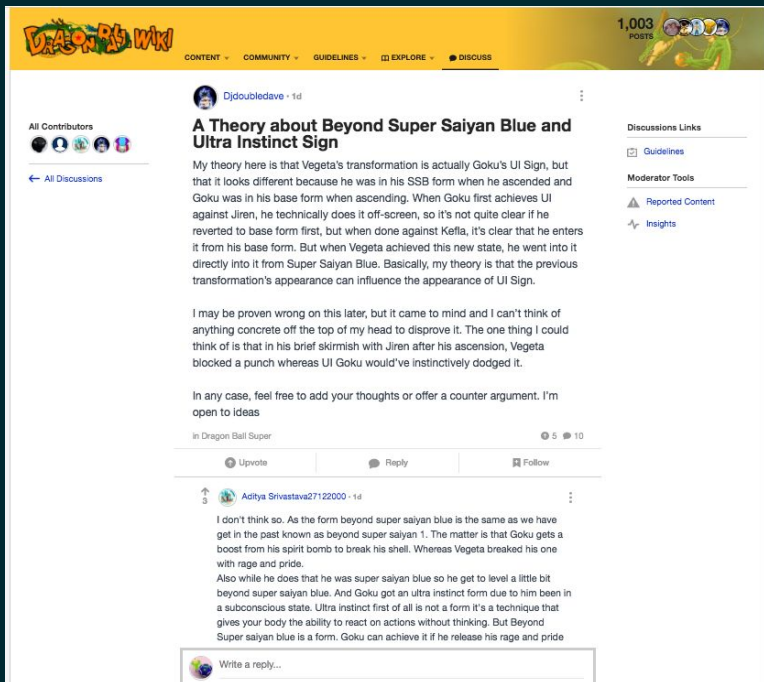 DRAGON BALL WIKI
1,003
POSTS
CONTENT
COMMUNITY
GUIDELINES
EXPLORE
DISCUSS
All Contributors
← All Discussions
Djdoubledave · 1d
A Theory about Beyond Super Saiyan Blue and
Ultra Instinct Sign
My theory here is that Vegeta's transformation is actually Goku's UI Sign, but
that it looks different because he was in his SSB form when he ascended and
Goku was in his base form when ascending. When Goku first achieves UI
against Jiren, he technically does it off-screen, so it's not quite clear if he
reverted to base form first, but when done against Kefla, it's clear that he enters
it from his base form. But when Vegeta achieved this new state, he went into it
directly into it from Super Saiyan Blue. Basically, my theory is that the previous
transformation's appearance can influence the appearance of UI Sign.
I may be proven wrong on this later, but it came to mind and I can't think of
anything concrete off the top of my head to disprove it. The one thing I could
think of is that in his brief skirmish with Jiren after his ascension, Vegeta
blocked a punch whereas UI Goku would've instinctively dodged it.
In any case, feel free to add your thoughts or offer a counter argument. I'm
open to ideas
in Dragon Ball Super
5 10
Upvote
Reply
Follow
3
Aditya Srivastava27122000 · 1d
I don't think so. As the form beyond super saiyan blue is the same as we have
get in the past known as beyond super saiyan 1. The matter is that Goku gets a
boost from his spirit bomb to break his shell. Whereas Vegeta breaked his one
with rage and pride.
Also while he does that he was super saiyan blue so he get to level a little bit
beyond super saiyan blue. And Goku got an ultra instinct form due to him been in
a subconscious state. Ultra instinct first of all is not a form it's a technique that
gives your body the ability to react on actions without thinking. But Beyond
Super saiyan blue is a form. Goku can achieve it if he release his rage and pride
Write a reply...
Discussions Links
Guidelines
Moderator Tools
Reported Content
Insights